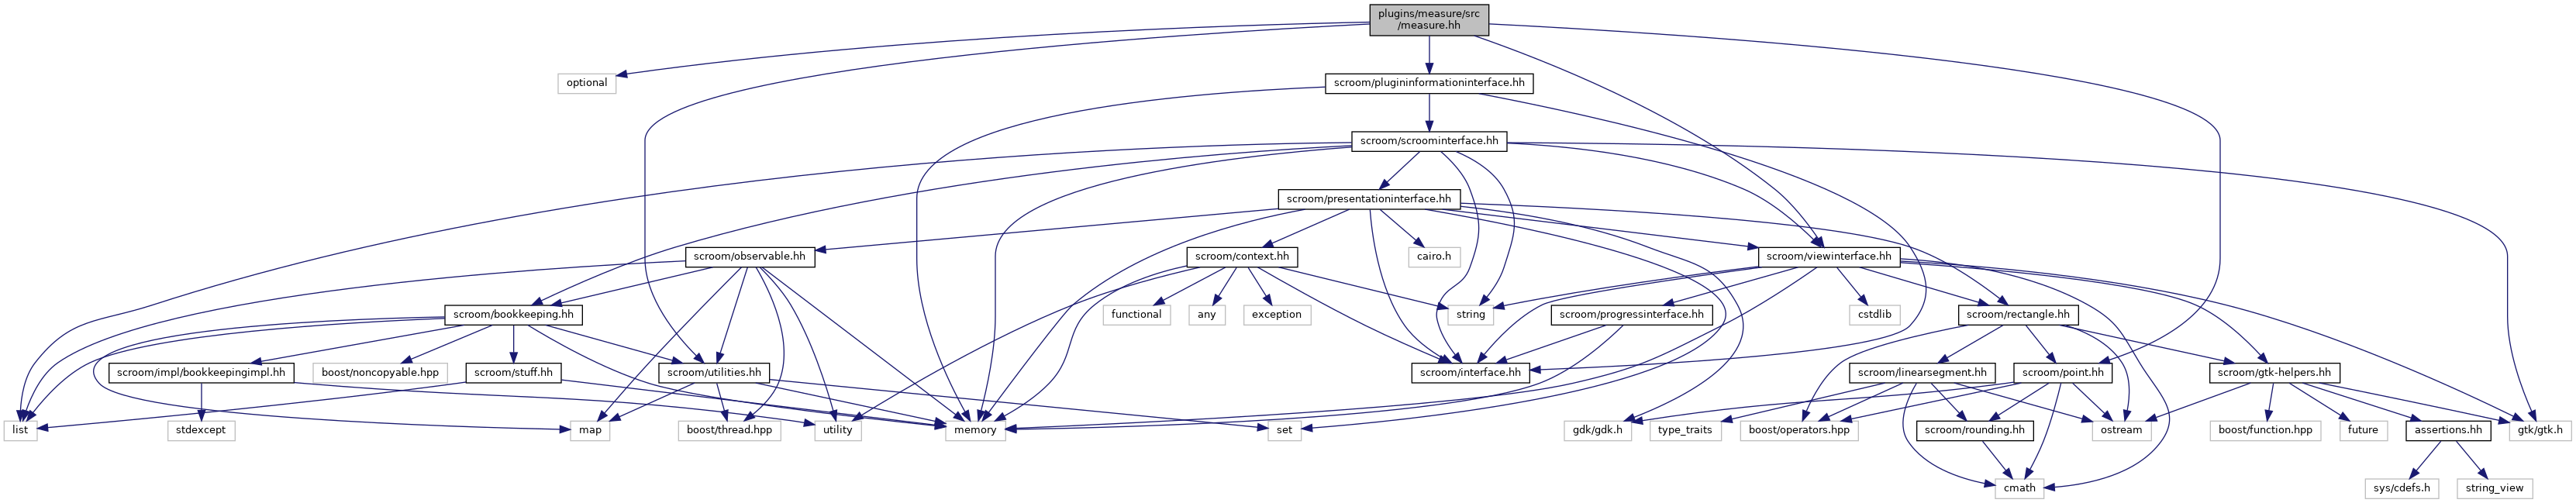 plugins/measure/src
/measure.hh
optional
scroom/plugininformationinterface.hh
scroom/scroominterface.hh
scroom/presentationinterface.hh
scroom/observable.hh
scroom/context.hh
cairo.h
scroom/viewinterface.hh
scroom/bookkeeping.hh
functional
any
exception
string
scroom/progressinterface.hh
cstdlib
scroom/rectangle.hh
scroom/impl/bookkeepingimpl.hh
boost/noncopyable.hpp
scroom/stuff.hh
scroom/utilities.hh
scroom/interface.hh
scroom/linearsegment.hh
scroom/point.hh
scroom/gtk-helpers.hh
list
stdexcept
map
boost/thread.hpp
utility
memory
set
gdk/gdk.h
type_traits
boost/operators.hpp
scroom/rounding.hh
ostream
boost/function.hpp
future
assertions.hh
gtk/gtk.h
cmath
sys/cdefs.h
string_view